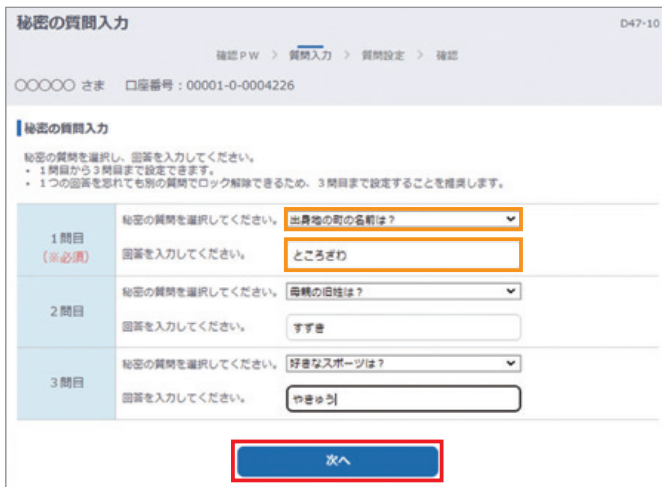 秘密の質問入力
D47-10
確認PW > 質問入力 > 質問設定 > 確認
○○○○○ さま 口座番号:00001-0-0004226
秘密の質問入力
秘密の質問を選択し、回答を入力してください。
・ 1問目から3問目まで設定できます。
・ 1つの回答を忘れても別の質問でロック解除できるため、3問目まで設定することを推奨します。
1問目
(※必須)
秘密の質問を選択してください。 出身地の町の名前は?
回答を入力してください。 ところざわ
2問目
秘密の質問を選択してください。 母親の旧姓は?
回答を入力してください。 すずき
3問目
秘密の質問を選択してください。 好きなスポーツは?
回答を入力してください。 やきゅう
次へ